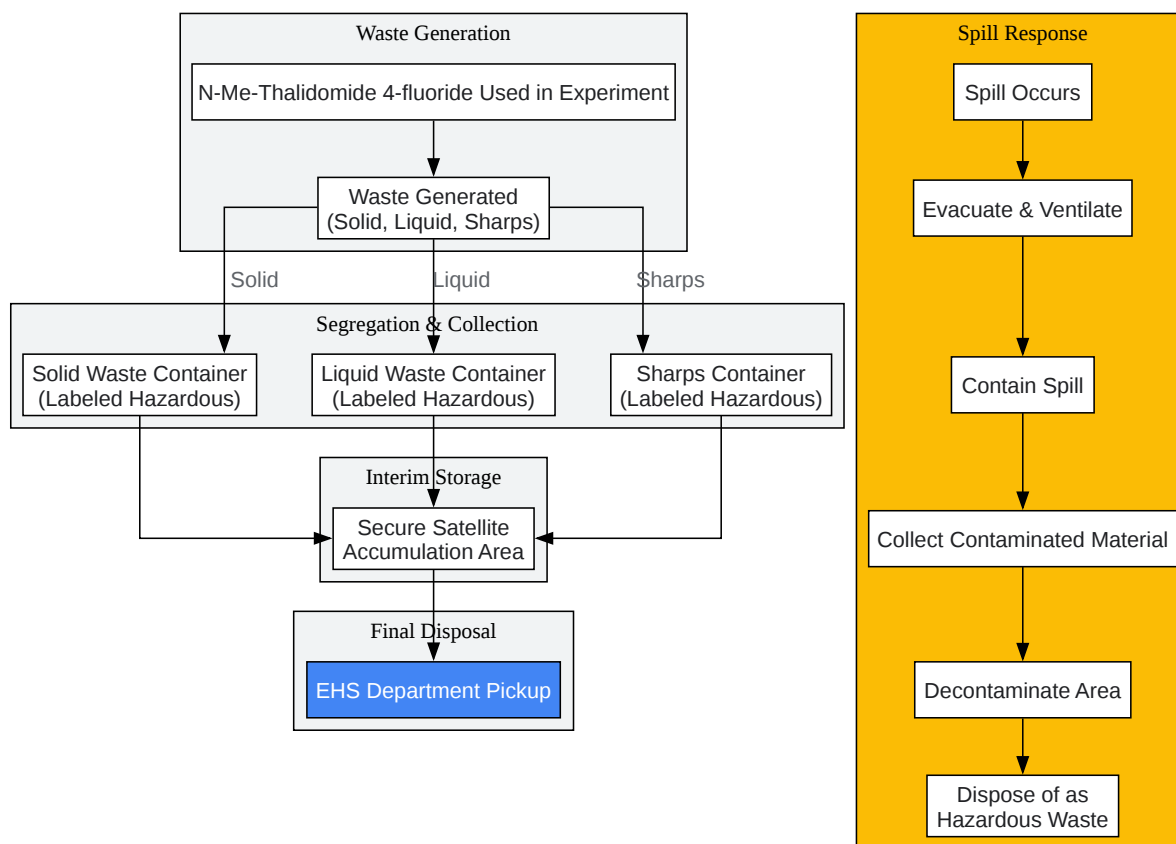 Waste Generation
N-Me-Thalidomide 4-fluoride Used in Experiment
Waste Generated
(Solid, Liquid, Sharps)
Solid
Liquid
Sharps
Segregation & Collection
Solid Waste Container
(Labeled Hazardous)
Liquid Waste Container
(Labeled Hazardous)
Sharps Container
(Labeled Hazardous)
Interim Storage
Secure Satellite
Accumulation Area
Final Disposal
EHS Department Pickup
Spill Response
Spill Occurs
Evacuate & Ventilate
Contain Spill
Collect Contaminated Material
Decontaminate Area
Dispose of as
Hazardous Waste